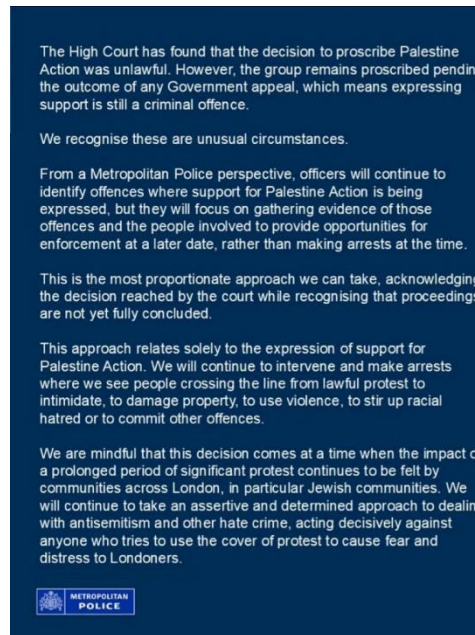 The High Court has found that the decision to proscribe Palestine
Action was unlawful. However, the group remains proscribed pendin
the outcome of any Government appeal, which means expressing
support is still a criminal offence.
We recognise these are unusual circumstances.
From a Metropolitan Police perspective, officers will continue to
identify offences where support for Palestine Action is being
expressed, but they will focus on gathering evidence of those
offences and the people involved to provide opportunities for
enforcement at a later date, rather than making arrests at the time.
This is the most proportionate approach we can take, acknowledging
the decision reached by the court while recognising that proceedings
are not yet fully concluded.
This approach relates solely to the expression of support for
Palestine Action. We will continue to intervene and make arrests
where we see people crossing the line from lawful protest to
intimidate, to damage property, to use violence, to stir up racial
hatred or to commit other offences.
We are mindful that this decision comes at a time when the impact o
a prolonged period of significant protest continues to be felt by
communities across London, in particular Jewish communities. We
will continue to take an assertive and determined approach to dealin
with antisemitism and other hate crime, acting decisively against
anyone who tries to use the cover of protest to cause fear and
distress to Londoners.
METROPOLITAN
POLICE